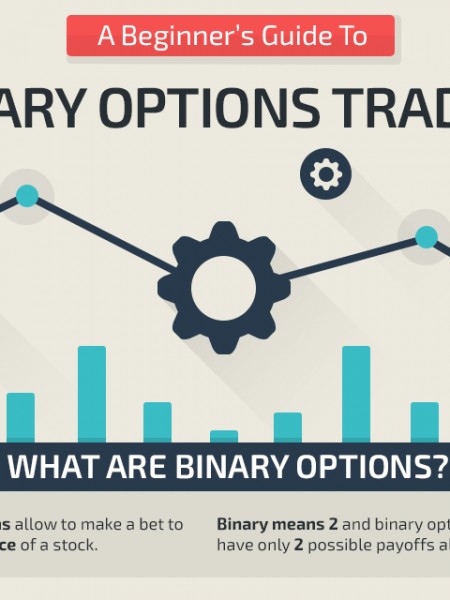 A Beginner's Guide To
ARY OPTIONS TRAD
WHAT ARE BINARY OPTIONS?
s allow to make a bet to
ce of a stock.
Binary means 2 and binary opt
have only 2 possible payoffs al